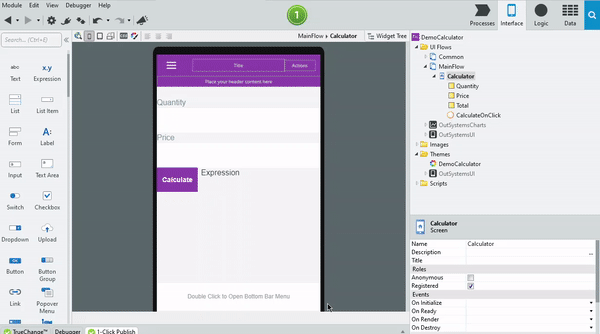 Module Edit View Debugger Help
1
Processes Interface Logic Data
MainFlow ▸ Calculator Widget Tree
Search... (Ctrl+E)
abc x.y
Text Expression
List List Item
Form Label
Input Text Area
Switch Checkbox
Dropdown Upload
Button Button Group
Link Popover Menu
Title Actions
Place your header content here
Quantity
Price
Calculate Expression
Double Click to Open Bottom Bar Menu
DemoCalculator
UI Flows
Common
MainFlow
Calculator
Quantity
Price
Total
CalculateOnClick
OutSystemsCharts
OutSystemsUI
Images
Themes
DemoCalculator
OutSystemsUI
Scripts
Calculator
Screen
Name Calculator
Description ...
Title
Roles
Anonymous
Registered
Events
On Initialize
On Ready
On Render
On Destroy
TrueChange™ Debugger 1-Click Publish